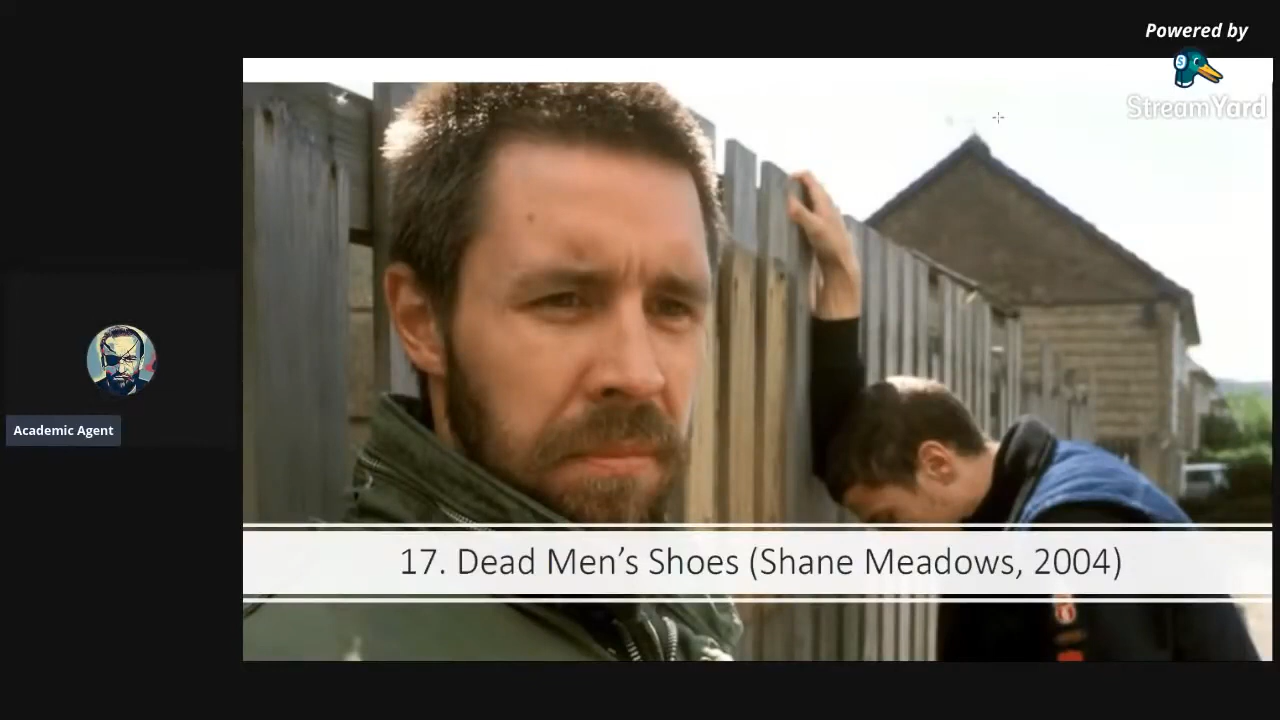 Powered by
StreamYard
Academic Agent
17. Dead Men’s Shoes (Shane Meadows, 2004)